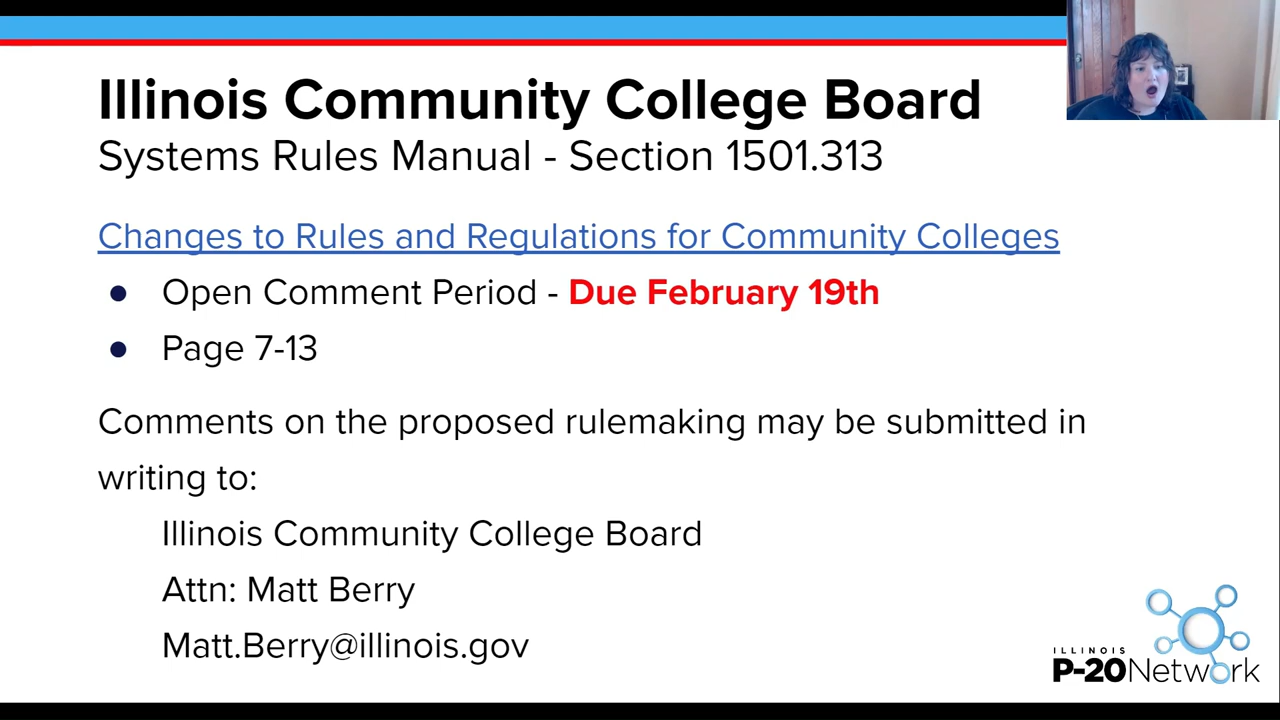 Illinois Community College Board
Systems Rules Manual - Section 1501.313
Changes to Rules and Regulations for Community Colleges
● Open Comment Period - Due February 19th
● Page 7-13
Comments on the proposed rulemaking may be submitted in
writing to:
Illinois Community College Board
Attn: Matt Berry
Matt.Berry@illinois.gov
ILLINOIS
P-20 Network